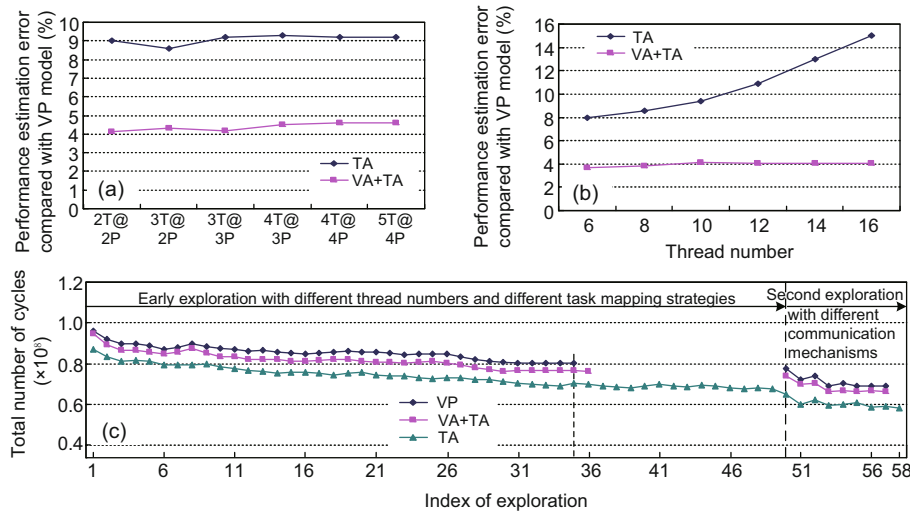 Performance estimation error
compared with VP model (%)
10
9
8
7
6
5
4
3
2
1
0
TA
VA+TA
(a)
2T@ 3T@ 3T@ 4T@ 4T@ 5T@
2P 2P 3P 3P 4P 4P
Performance estimation error
compared with VP model (%)
16
14
12
10
8
6
4
2
0
TA
VA+TA
(b)
6 8 10 12 14 16
Thread number
Total number of cycles
(×10⁸)
1.2
1.0
0.8
0.6
0.4
Early exploration with different thread numbers and different task mapping strategies
Second exploration
with different
communication
mechanisms
VP
VA+TA
TA
(c)
1 6 11 16 21 26 31 36 41 46 51 56 58
Index of exploration